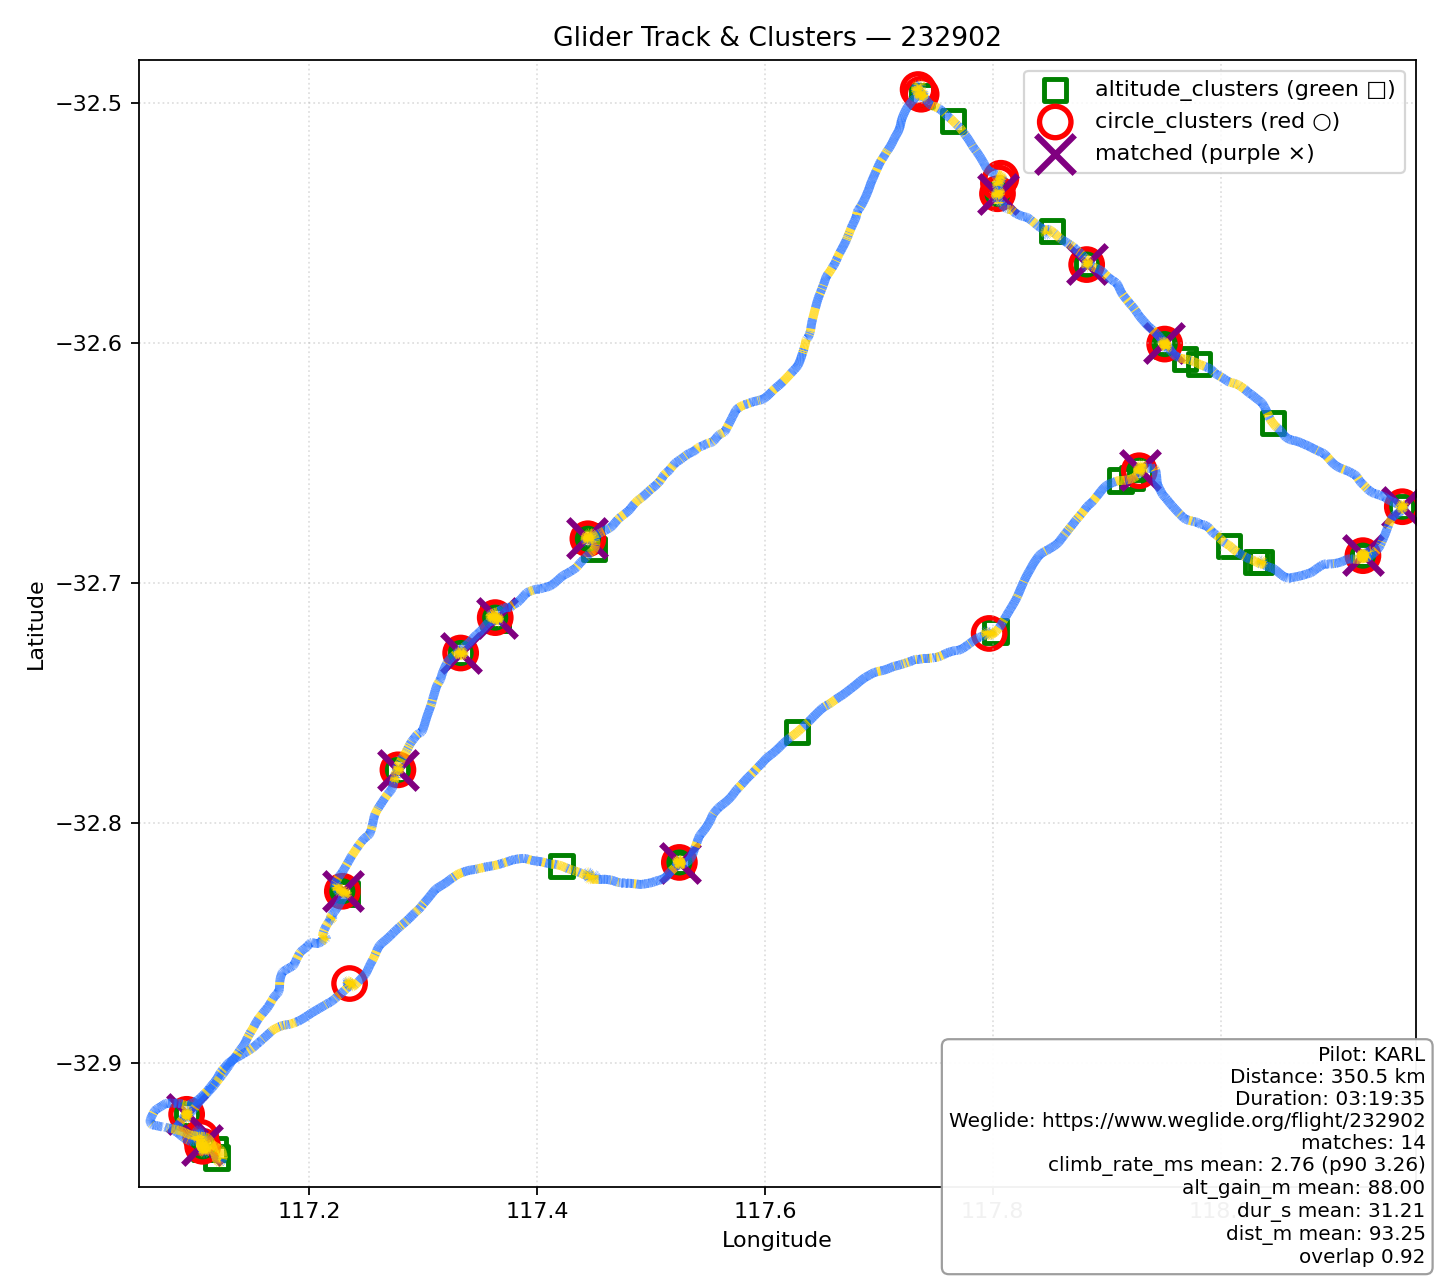 Glider Track & Clusters — 232902
altitude_clusters (green □)
circle_clusters (red ○)
matched (purple ×)
−32.5
−32.6
−32.7
−32.8
−32.9
Latitude
117.2
117.4
117.6
117.8
118
Longitude
Pilot: KARL
Distance: 350.5 km
Duration: 03:19:35
Weglide: https://www.weglide.org/flight/232902
matches: 14
climb_rate_ms mean: 2.76 (p90 3.26)
alt_gain_m mean: 88.00
dur_s mean: 31.21
dist_m mean: 93.25
overlap 0.92